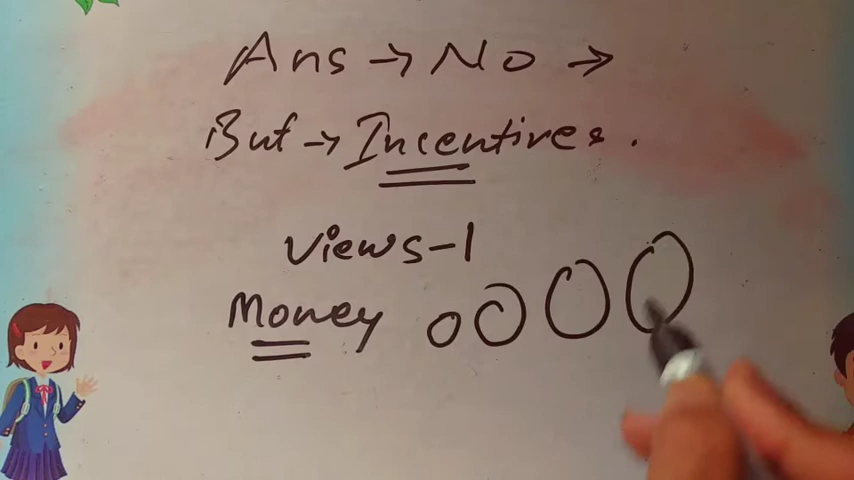 Ans → No →
But → Incentives.
Views-1
Money 0000